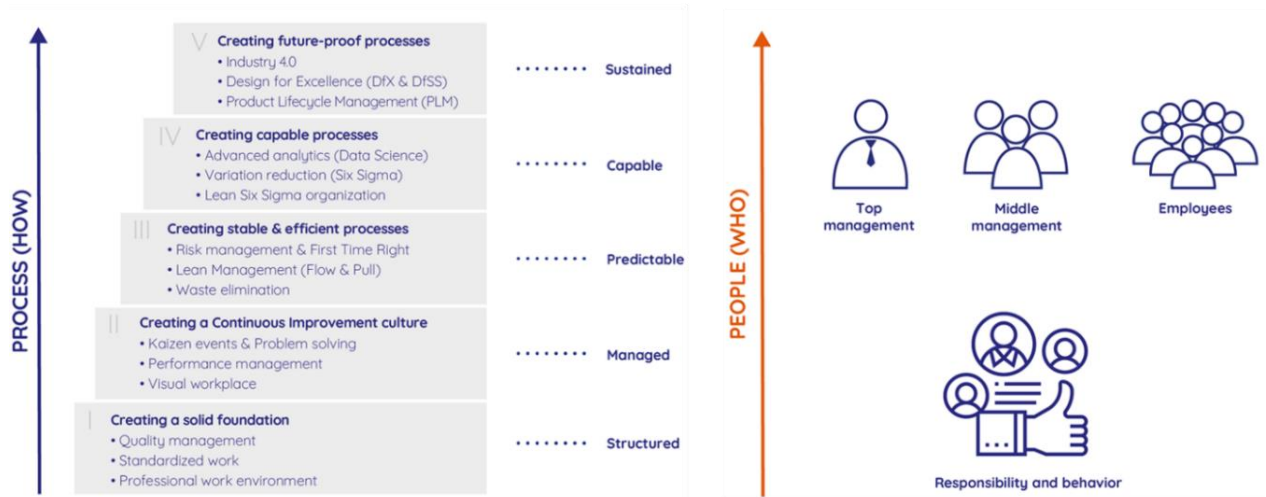 PROCESS (HOW)
V Creating future-proof processes
• Industry 4.0
• Design for Excellence (DfX & DfSS)
• Product Lifecycle Management (PLM)
Sustained
IV Creating capable processes
• Advanced analytics (Data Science)
• Variation reduction (Six Sigma)
• Lean Six Sigma organization
Capable
III Creating stable & efficient processes
• Risk management & First Time Right
• Lean Management (Flow & Pull)
• Waste elimination
Predictable
II Creating a Continuous Improvement culture
• Kaizen events & Problem solving
• Performance management
• Visual workplace
Managed
I Creating a solid foundation
• Quality management
• Standardized work
• Professional work environment
Structured
PEOPLE (WHO)
Top
management
Middle
management
Employees
Responsibility and behavior